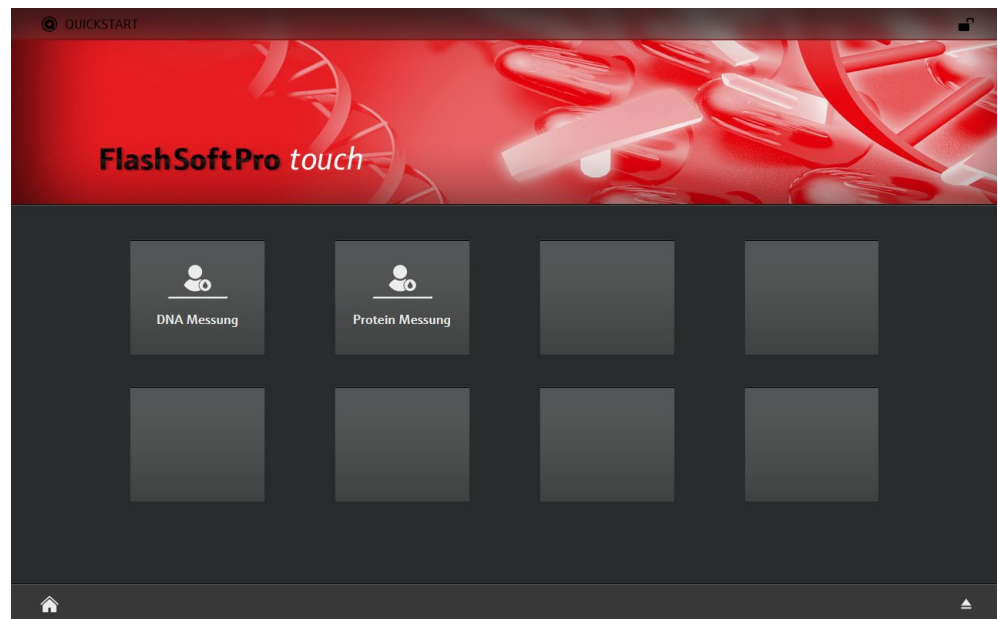 QUICKSTART
FlashSoftPro touch
DNA Messung
Protein Messung